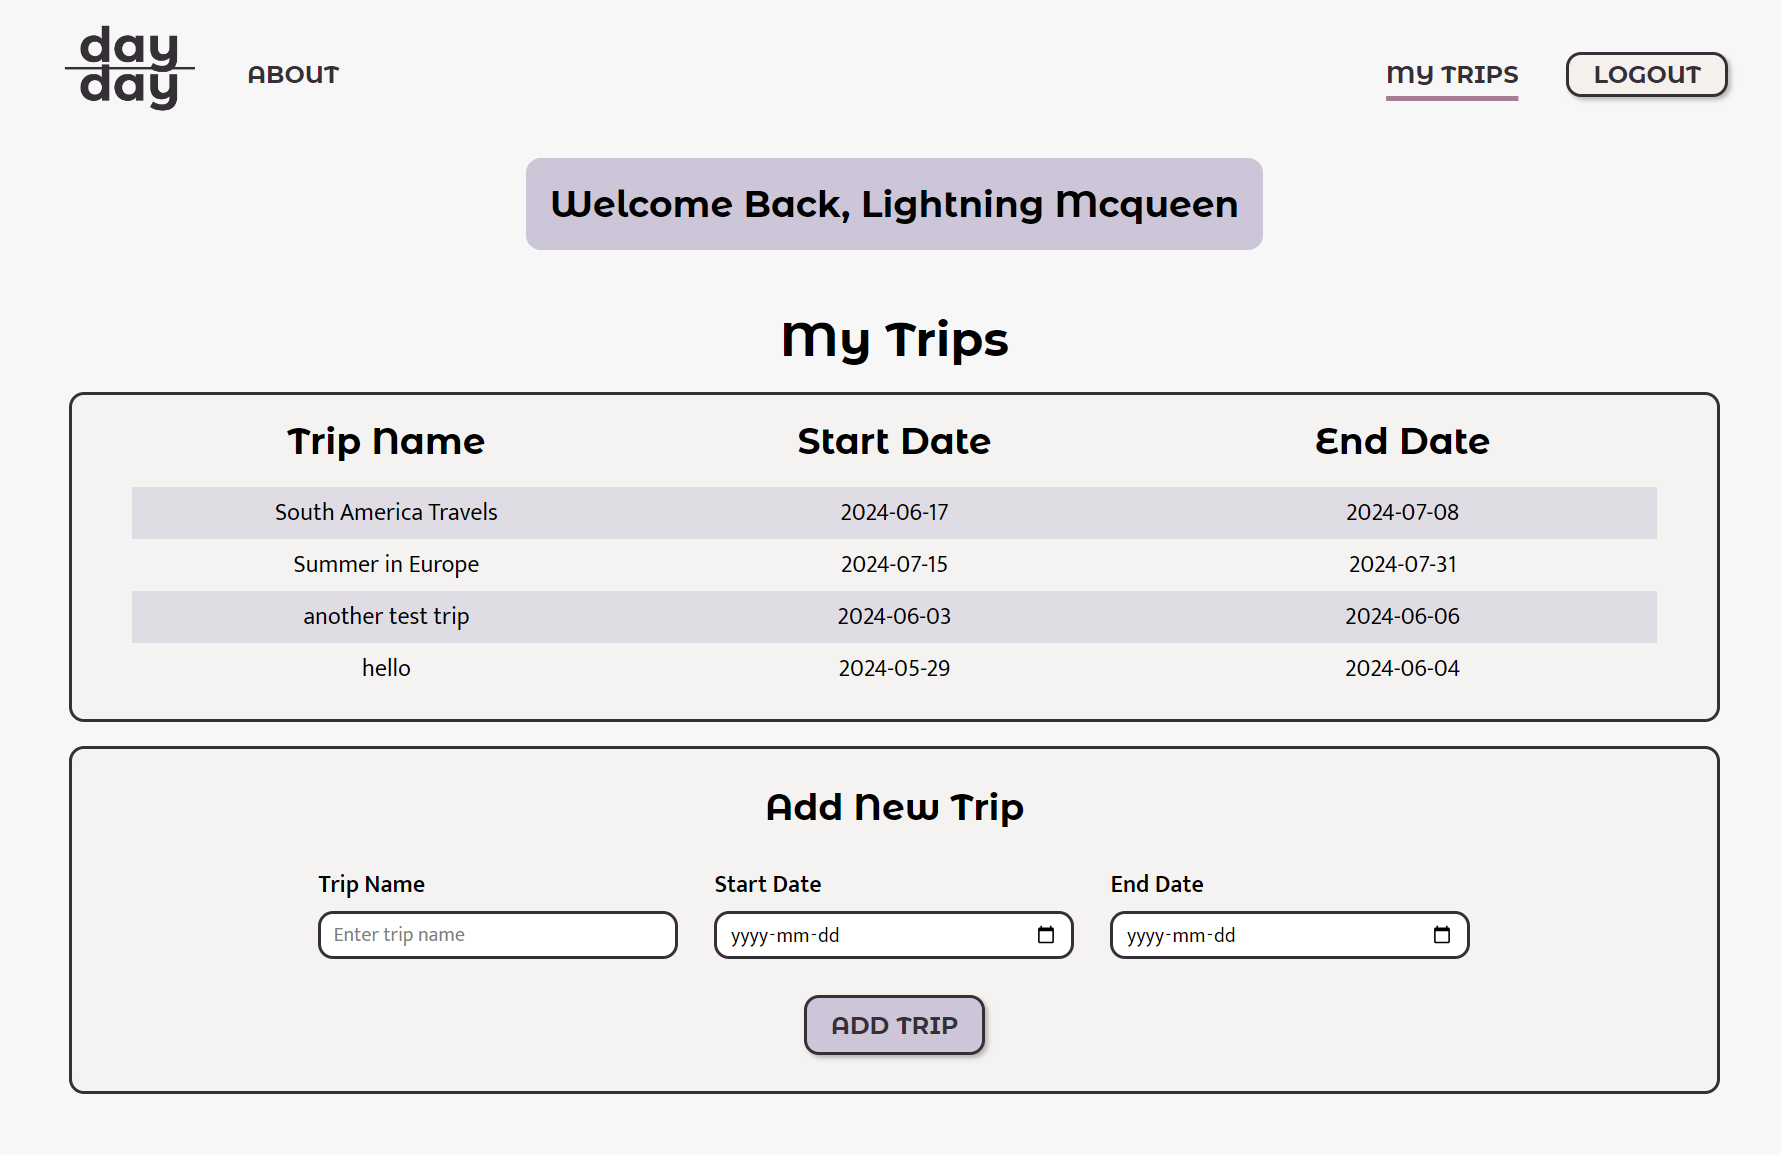 day
day
ABOUT
MY TRIPS
LOGOUT
Welcome Back, Lightning Mcqueen
My Trips
Trip Name Start Date End Date
South America Travels 2024-06-17 2024-07-08
Summer in Europe 2024-07-15 2024-07-31
another test trip 2024-06-03 2024-06-06
hello 2024-05-29 2024-06-04
Add New Trip
Trip Name Start Date End Date
Enter trip name yyyy-mm-dd yyyy-mm-dd
ADD TRIP